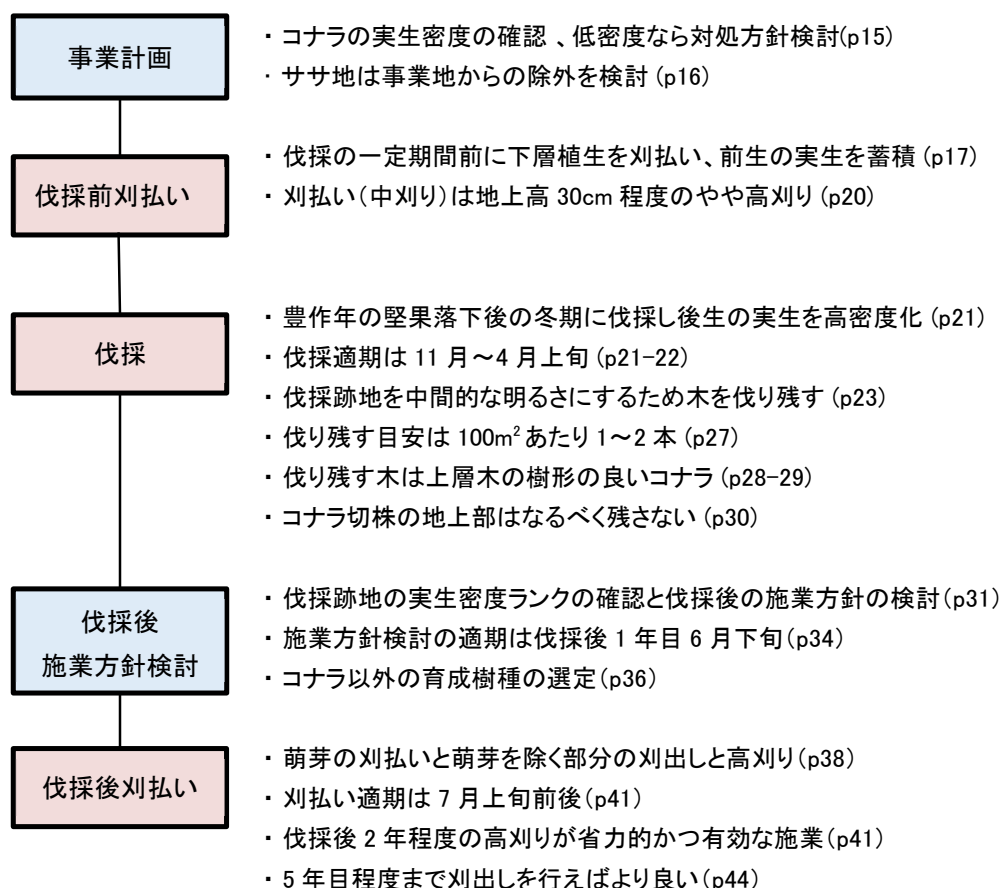 事業計画
・コナラの実生密度の確認 、低密度なら対処方針検討(p15)
・ササ地は事業地からの除外を検討 (p16)
伐採前刈払い
・伐採の一定期間前に下層植生を刈払い、前生の実生を蓄積 (p17)
・刈払い(中刈り)は地上高 30cm 程度のやや高刈り (p20)
伐採
・豊作年の堅果落下後の冬期に伐採し後生の実生を高密度化 (p21)
・伐採適期は 11 月~4 月上旬 (p21-22)
・伐採跡地を中間的な明るさにするため木を伐り残す (p23)
・伐り残す目安は 100m²あたり 1~2 本 (p27)
・伐り残す木は上層木の樹形の良いコナラ (p28-29)
・コナラ切株の地上部はなるべく残さない (p30)
伐採後
施業方針検討
・伐採跡地の実生密度ランクの確認と伐採後の施業方針の検討(p31)
・施業方針検討の適期は伐採後 1 年目 6 月下旬(p34)
・コナラ以外の育成樹種の選定(p36)
伐採後刈払い
・萌芽の刈払いと萌芽を除く部分の刈出しと高刈り(p38)
・刈払い適期は 7 月上旬前後(p41)
・伐採後 2 年程度の高刈りが省力的かつ有効な施業(p41)
・5 年目程度まで刈出しを行えばより良い(p44)